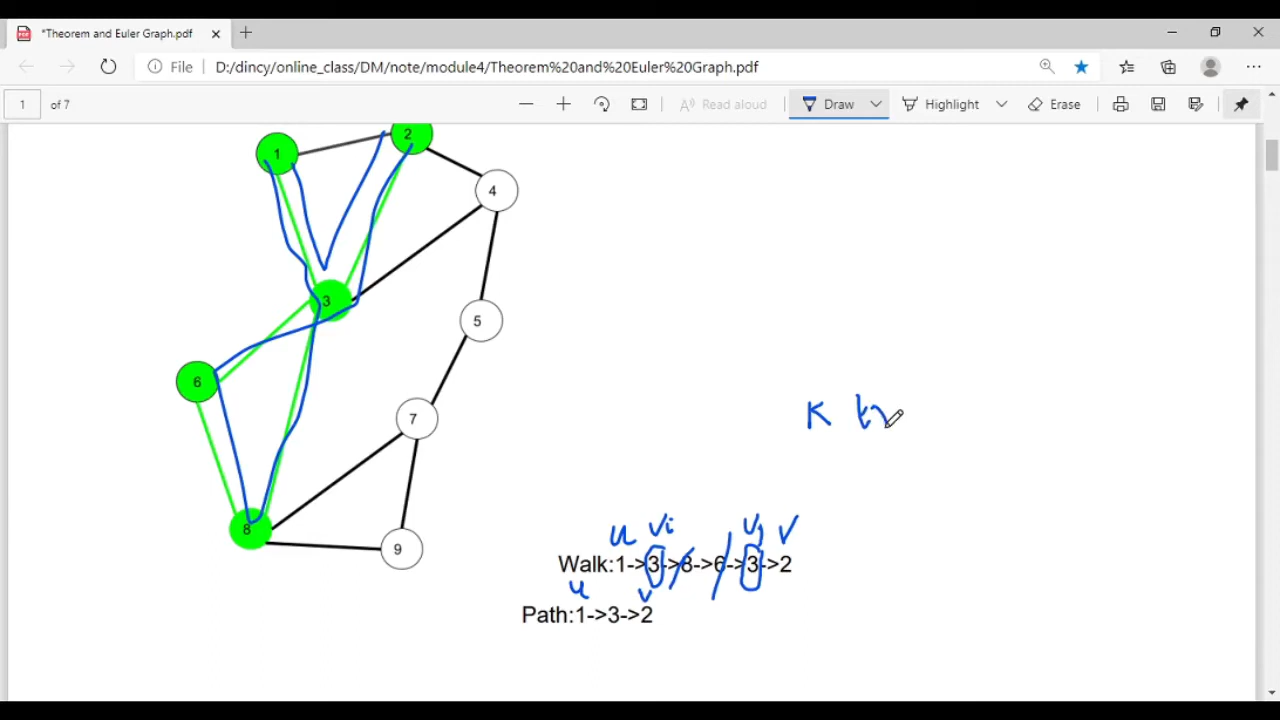 *Theorem and Euler Graph.pdf
File D:/dincy/online_class/DM/note/module4/Theorem%20and%20Euler%20Graph.pdf
1 of 7 Read aloud Draw Highlight Erase
2
1
4
3
5
6
7
8
9
K
u vi vj v
Walk:1->3->8->6->3->2
u v
Path:1->3->2